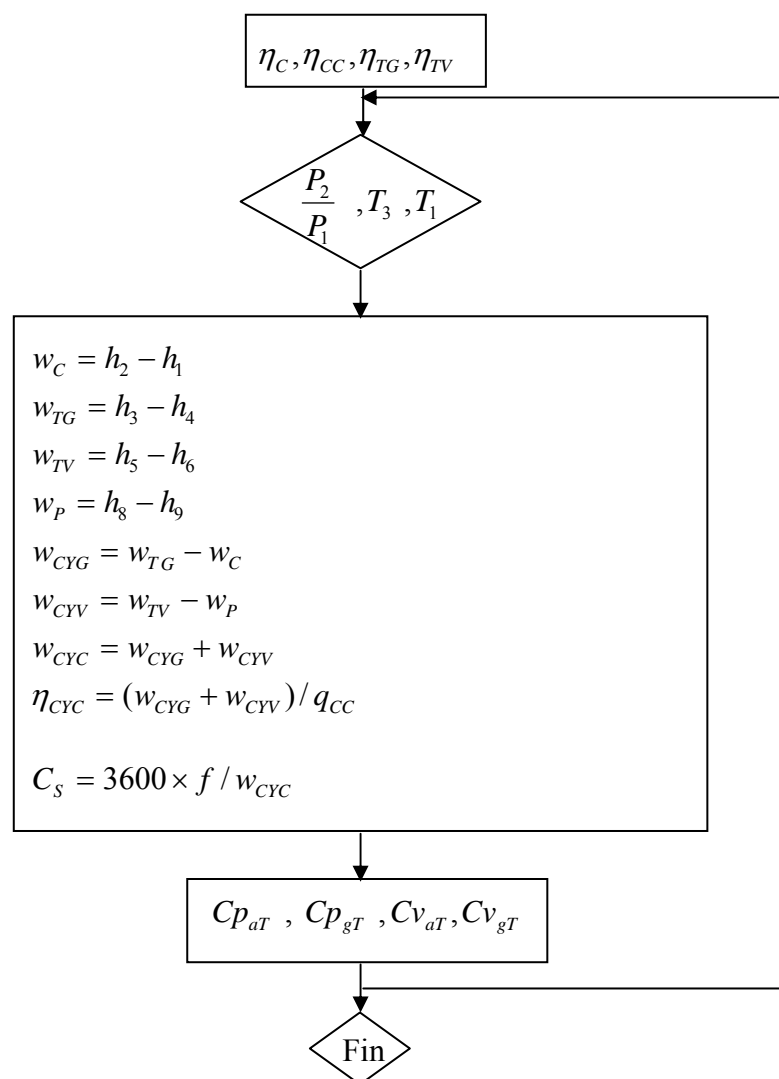 η_C, η_CC, η_TG, η_TV
P_2/P_1 , T_3 , T_1
w_C = h_2 − h_1
w_TG = h_3 − h_4
w_TV = h_5 − h_6
w_P = h_8 − h_9
w_CYG = w_TG − w_C
w_CYV = w_TV − w_P
w_CYC = w_CYG + w_CYV
η_CYC = (w_CYG + w_CYV) / q_CC
C_S = 3600 × f / w_CYC
Cp_aT , Cp_gT , Cv_aT, Cv_gT
Fin